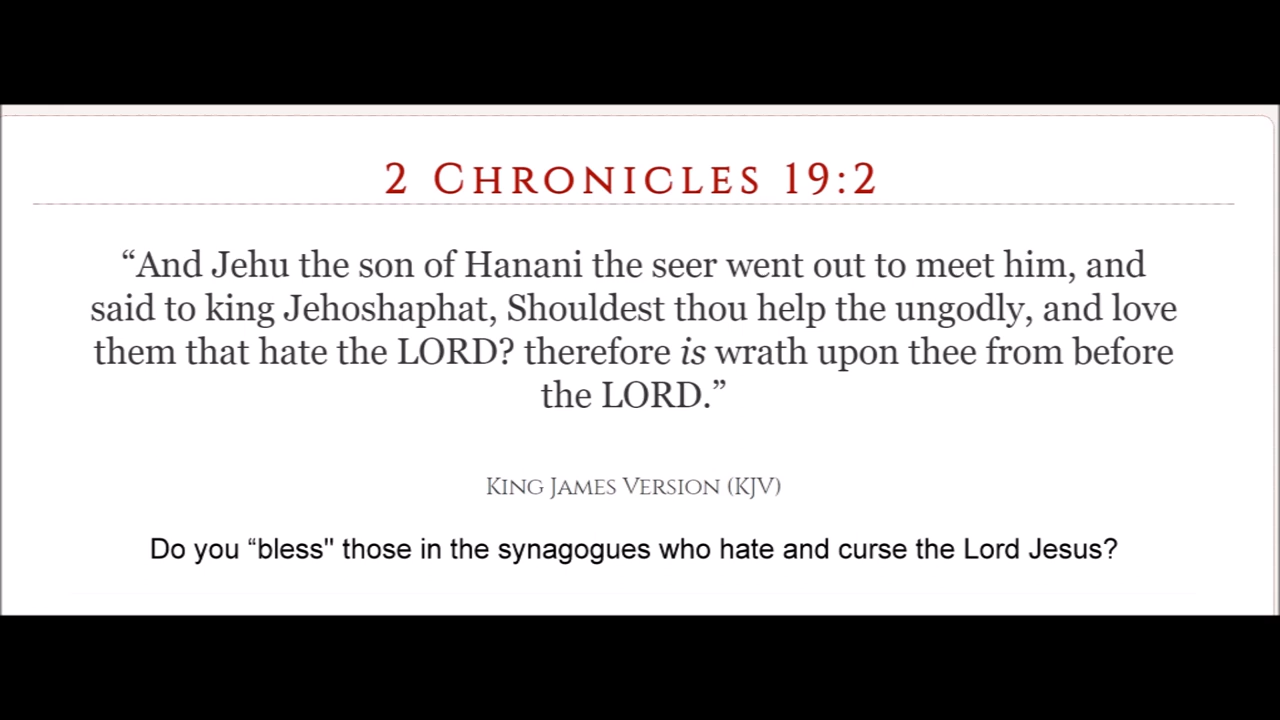 2 Chronicles 19:2
“And Jehu the son of Hanani the seer went out to meet him, and
said to king Jehoshaphat, Shouldest thou help the ungodly, and love
them that hate the LORD? therefore is wrath upon thee from before
the LORD.”
King James Version (KJV)
Do you “bless" those in the synagogues who hate and curse the Lord Jesus?